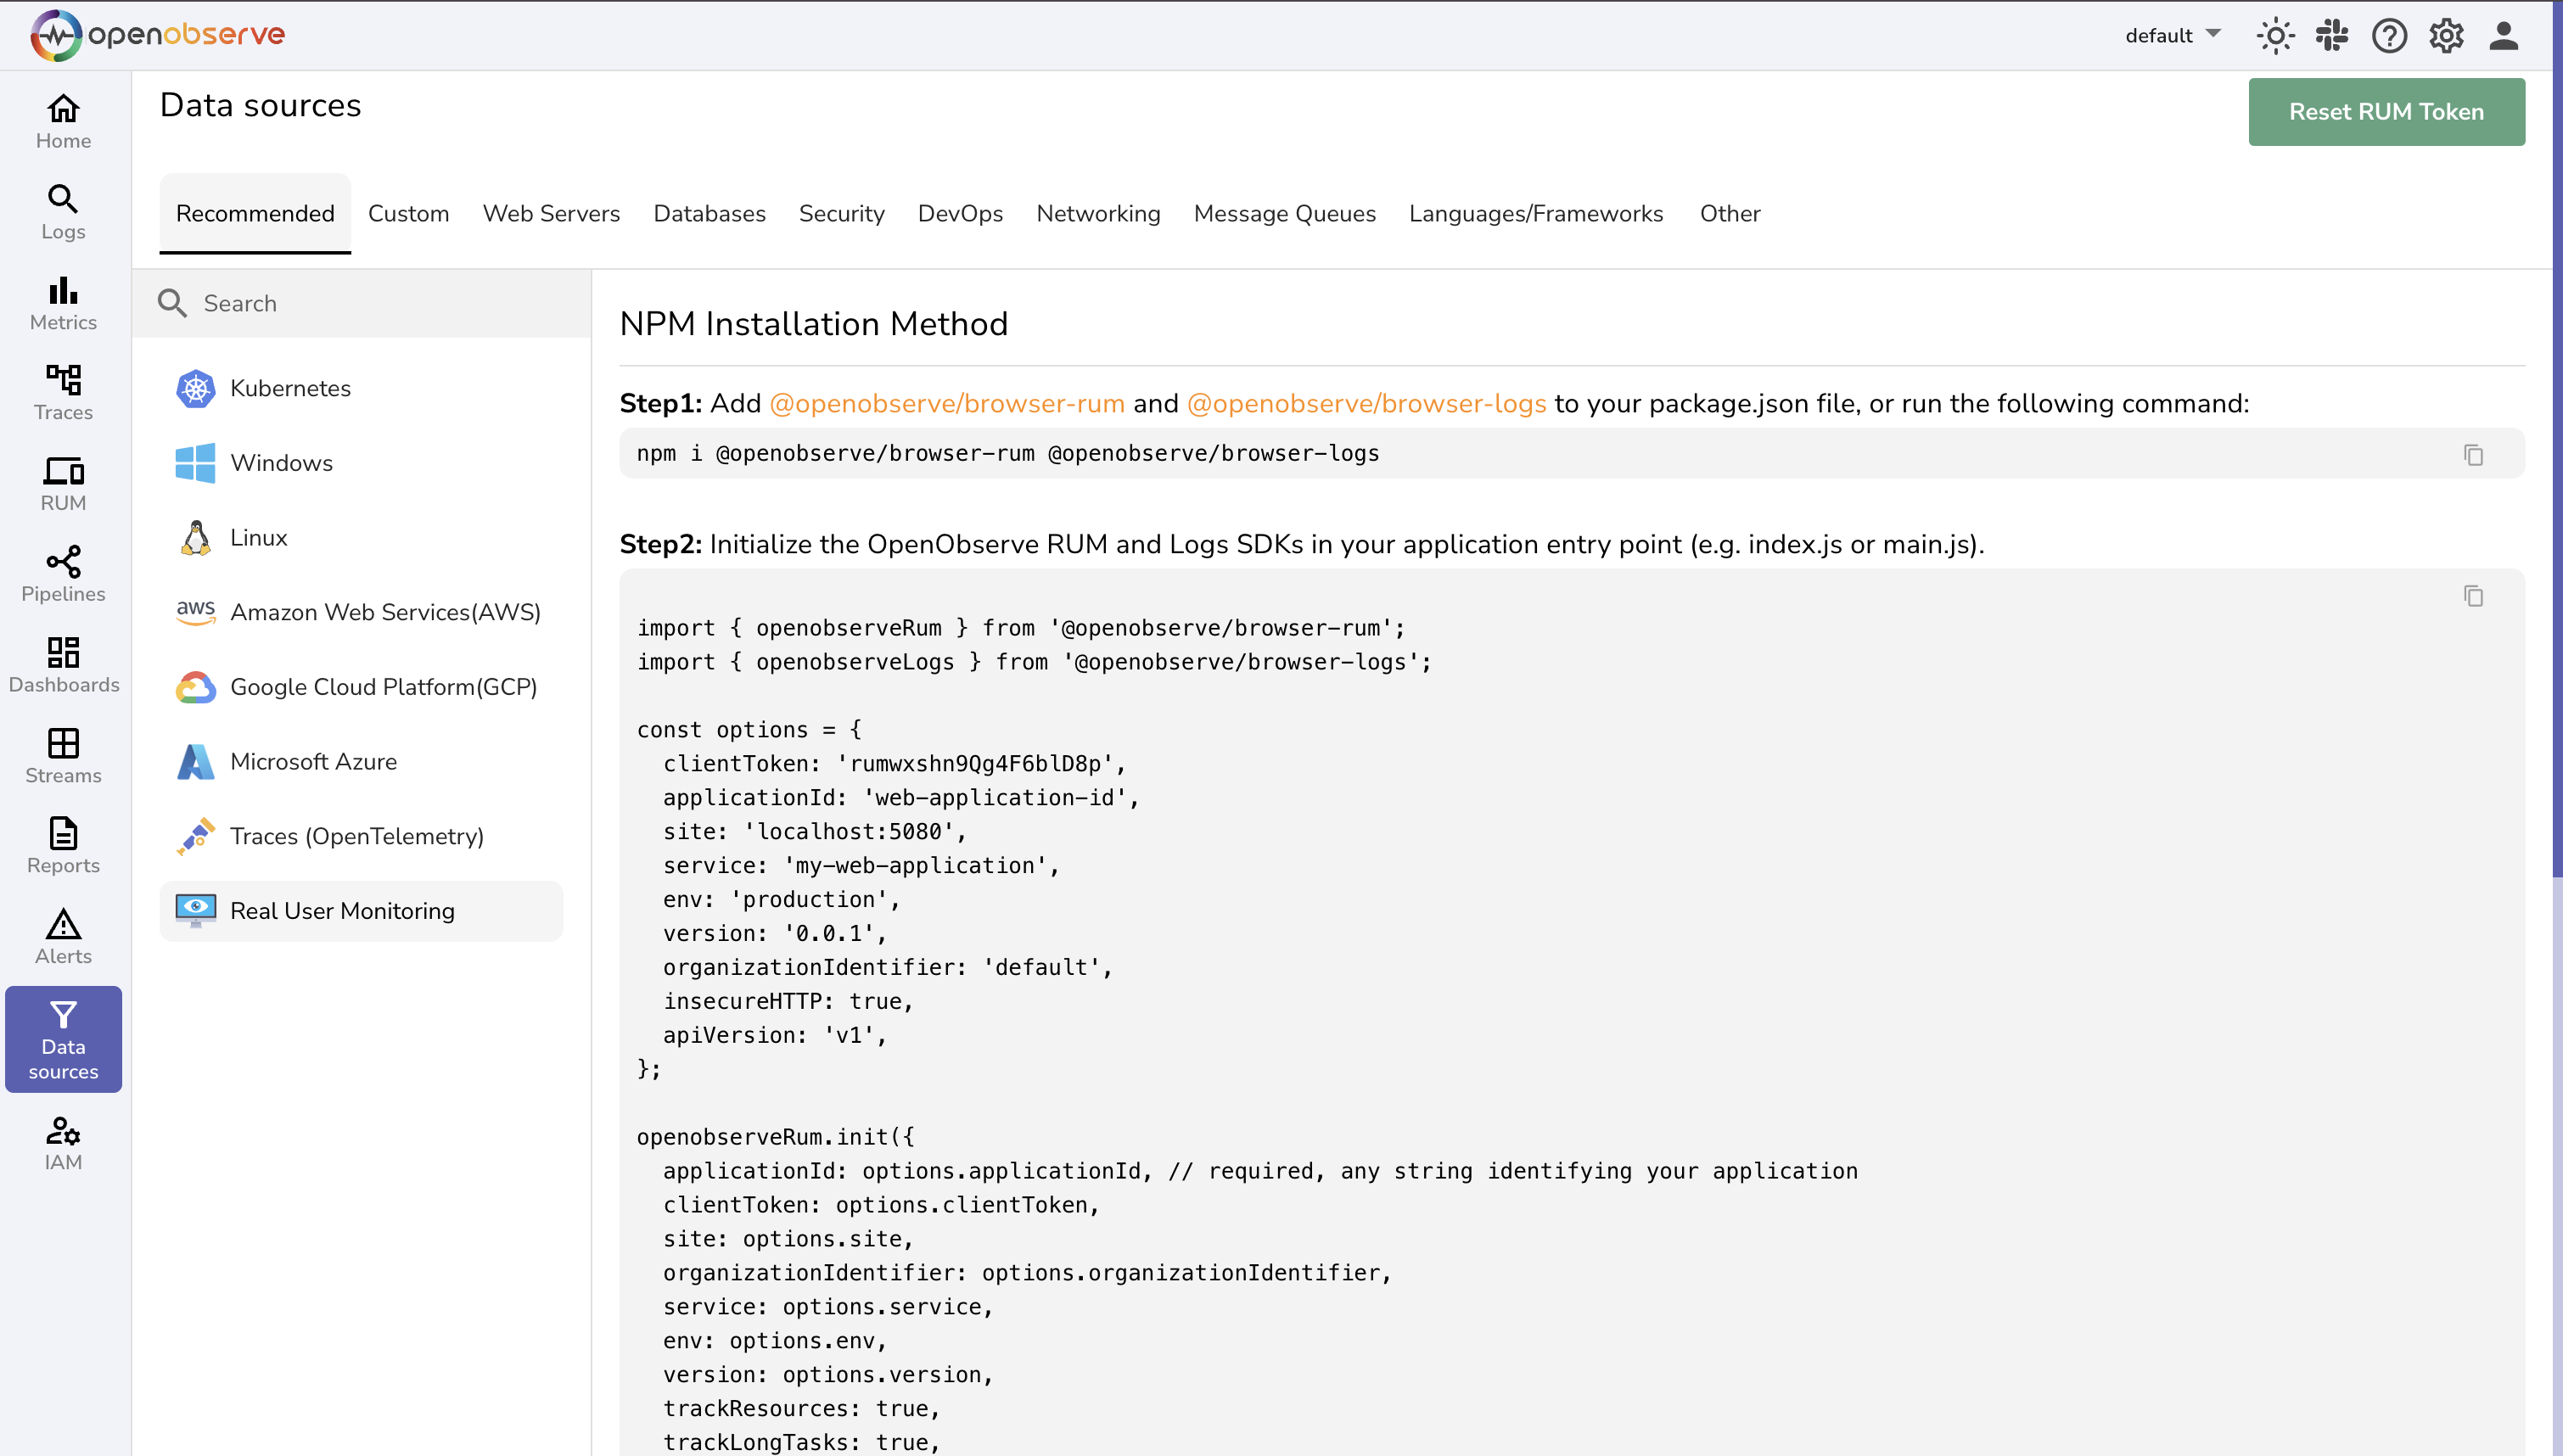 openobserve
default
Home
Logs
Metrics
Traces
RUM
Pipelines
Dashboards
Streams
Reports
Alerts
Data
sources
IAM
Data sources
Reset RUM Token
Recommended Custom Web Servers Databases Security DevOps Networking Message Queues Languages/Frameworks Other
Search
Kubernetes
Windows
Linux
aws Amazon Web Services(AWS)
Google Cloud Platform(GCP)
Microsoft Azure
Traces (OpenTelemetry)
Real User Monitoring
NPM Installation Method
Step1: Add @openobserve/browser-rum and @openobserve/browser-logs to your package.json file, or run the following command:
npm i @openobserve/browser-rum @openobserve/browser-logs
Step2: Initialize the OpenObserve RUM and Logs SDKs in your application entry point (e.g. index.js or main.js).
import { openobserveRum } from '@openobserve/browser-rum';
import { openobserveLogs } from '@openobserve/browser-logs';
const options = {
  clientToken: 'rumwxshn9Qg4F6blD8p',
  applicationId: 'web-application-id',
  site: 'localhost:5080',
  service: 'my-web-application',
  env: 'production',
  version: '0.0.1',
  organizationIdentifier: 'default',
  insecureHTTP: true,
  apiVersion: 'v1',
};
openobserveRum.init({
  applicationId: options.applicationId, // required, any string identifying your application
  clientToken: options.clientToken,
  site: options.site,
  organizationIdentifier: options.organizationIdentifier,
  service: options.service,
  env: options.env,
  version: options.version,
  trackResources: true,
  trackLongTasks: true,